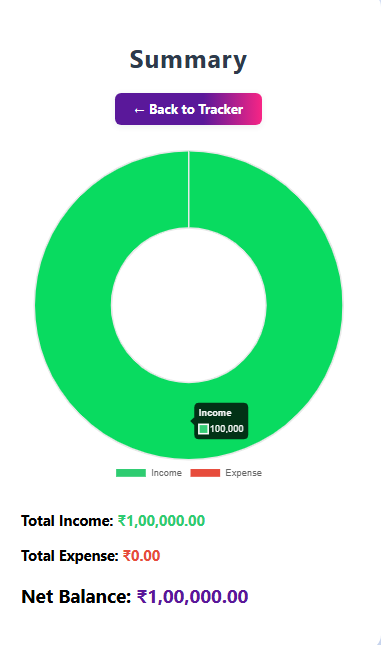 Summary
← Back to Tracker
Income
100,000
Income Expense
Total Income: ₹1,00,000.00
Total Expense: ₹0.00
Net Balance: ₹1,00,000.00